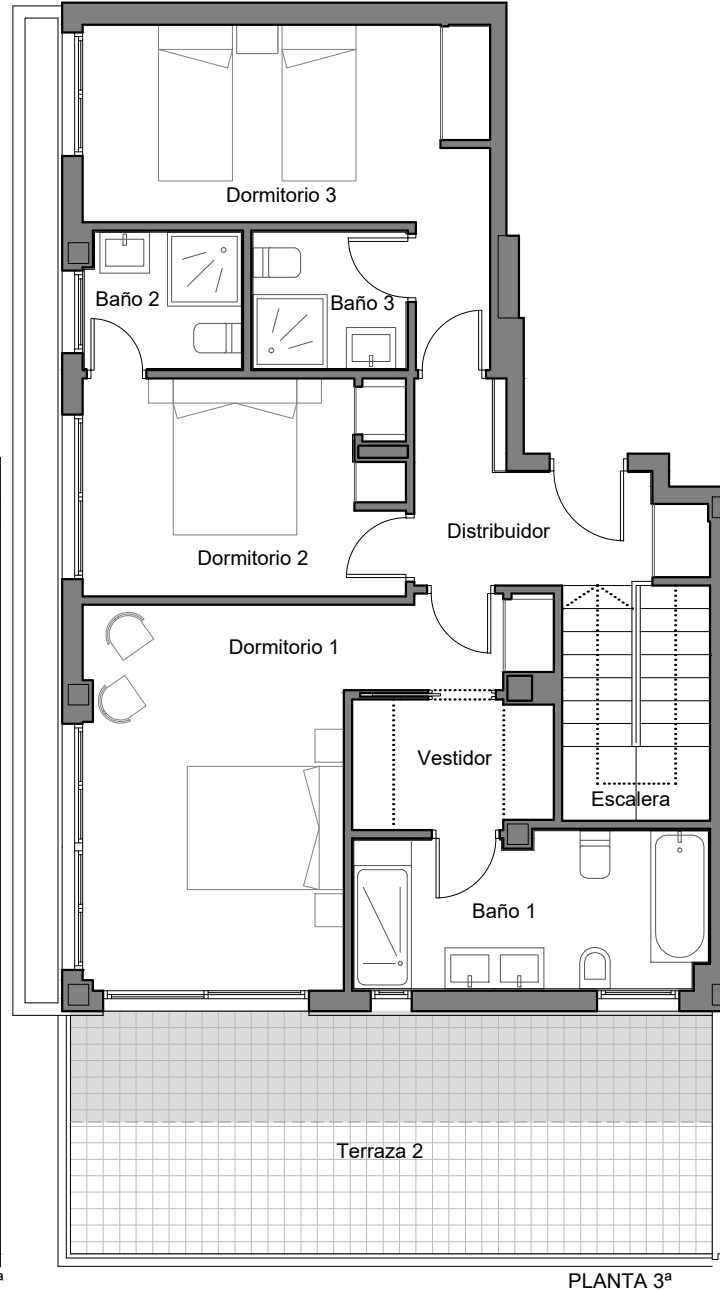 Dormitorio 3
Baño 2
Baño 3
Distribuidor
Dormitorio 2
Dormitorio 1
Vestidor
Escalera
Baño 1
Terraza 2
PLANTA 3ª
ª